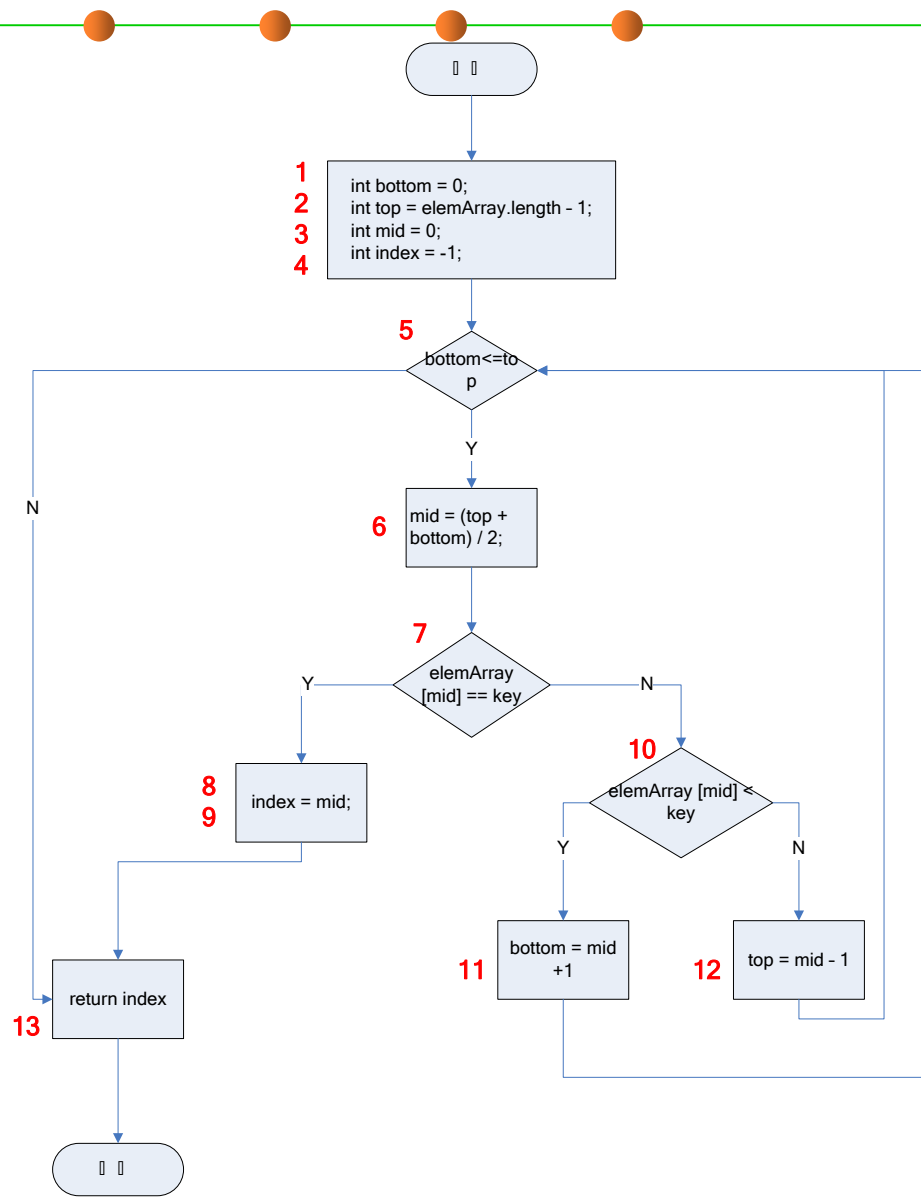 1
2
3
4
int bottom = 0;
int top = elemArray.length - 1;
int mid = 0;
int index = -1;
5
bottom<=to
p
Y
N
6
mid = (top +
bottom) / 2;
7
elemArray
[mid] == key
Y
N
8
9
index = mid;
10
elemArray [mid] <
key
Y
N
11
bottom = mid
+1
12
top = mid - 1
return index
13